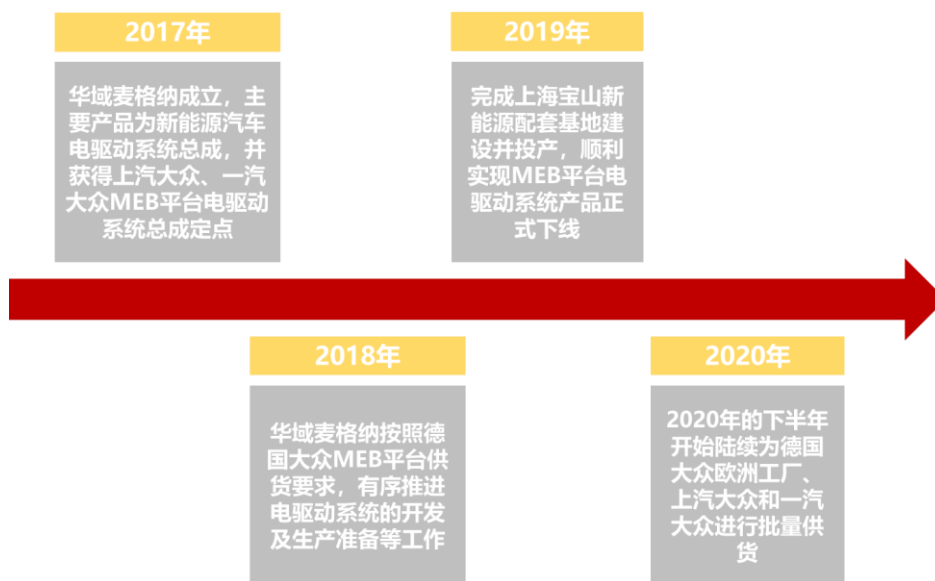 2017年
华域麦格纳成立，主
要产品为新能源汽车
电驱动系统总成，并
获得上汽大众、一汽
大众MEB平台电驱动
系统总成定点
2019年
完成上海宝山新
能源配套基地建
设并投产，顺利
实现MEB平台电
驱动系统产品正
式下线
2018年
华域麦格纳按照德
国大众MEB平台供
货要求，有序推进
电驱动系统的开发
及生产准备等工作
2020年
2020年的下半年
开始陆续为德国
大众欧洲工厂、
上汽大众和一汽
大众进行批量供
货